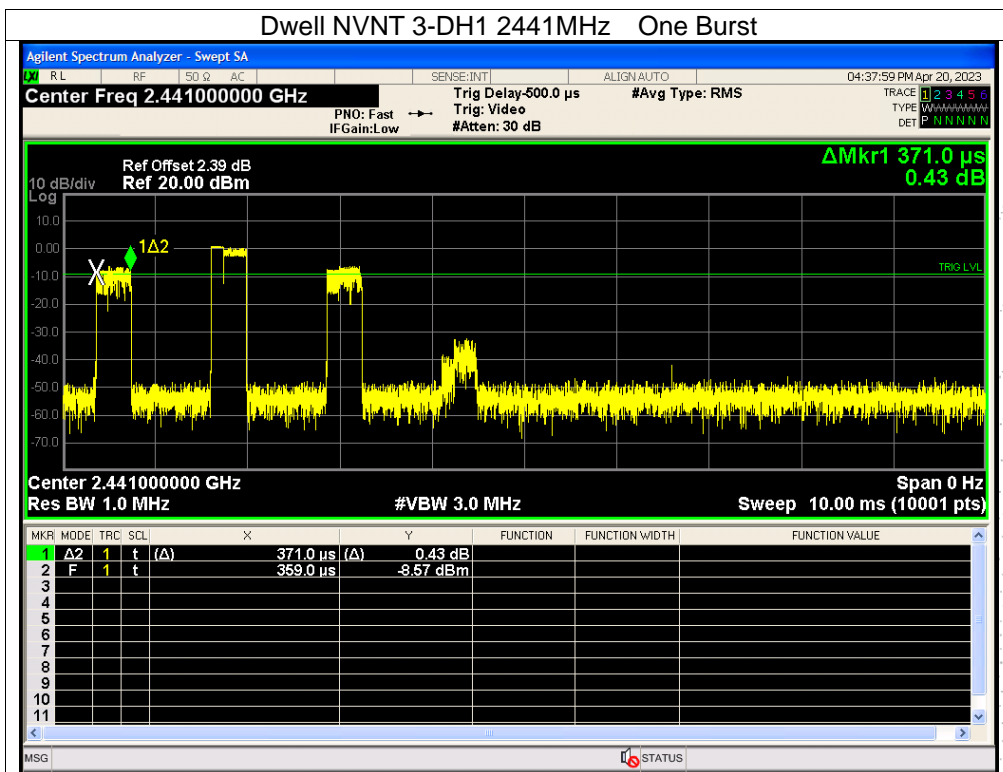 Dwell NVNT 3-DH1 2441MHz One Burst
Agilent Spectrum Analyzer - Swept SA
LXI RL RF 50 Ω AC SENSE:INT ALIGN AUTO 04:37:59 PM Apr 20, 2023
Center Freq 2.441000000 GHz Trig Delay-500.0 µs #Avg Type: RMS TRACE 1 2 3 4 5 6
PNO: Fast Trig: Video TYPE WWWWWW
IFGain:Low #Atten: 30 dB DET P N N N N N
ΔMkr1 371.0 µs
0.43 dB
Ref Offset 2.39 dB
10 dB/div Ref 20.00 dBm
Log
10.0
0.00
1Δ2
-10.0
TRIG LVL
-20.0
-30.0
-40.0
-50.0
-60.0
-70.0
Center 2.441000000 GHz Span 0 Hz
Res BW 1.0 MHz #VBW 3.0 MHz Sweep 10.00 ms (10001 pts)
MKR MODE TRC SCL X Y FUNCTION FUNCTION WIDTH FUNCTION VALUE
1 Δ2 1 t (Δ) 371.0 µs (Δ) 0.43 dB
2 F 1 t 359.0 µs -8.57 dBm
3
4
5
6
7
8
9
10
11
MSG STATUS